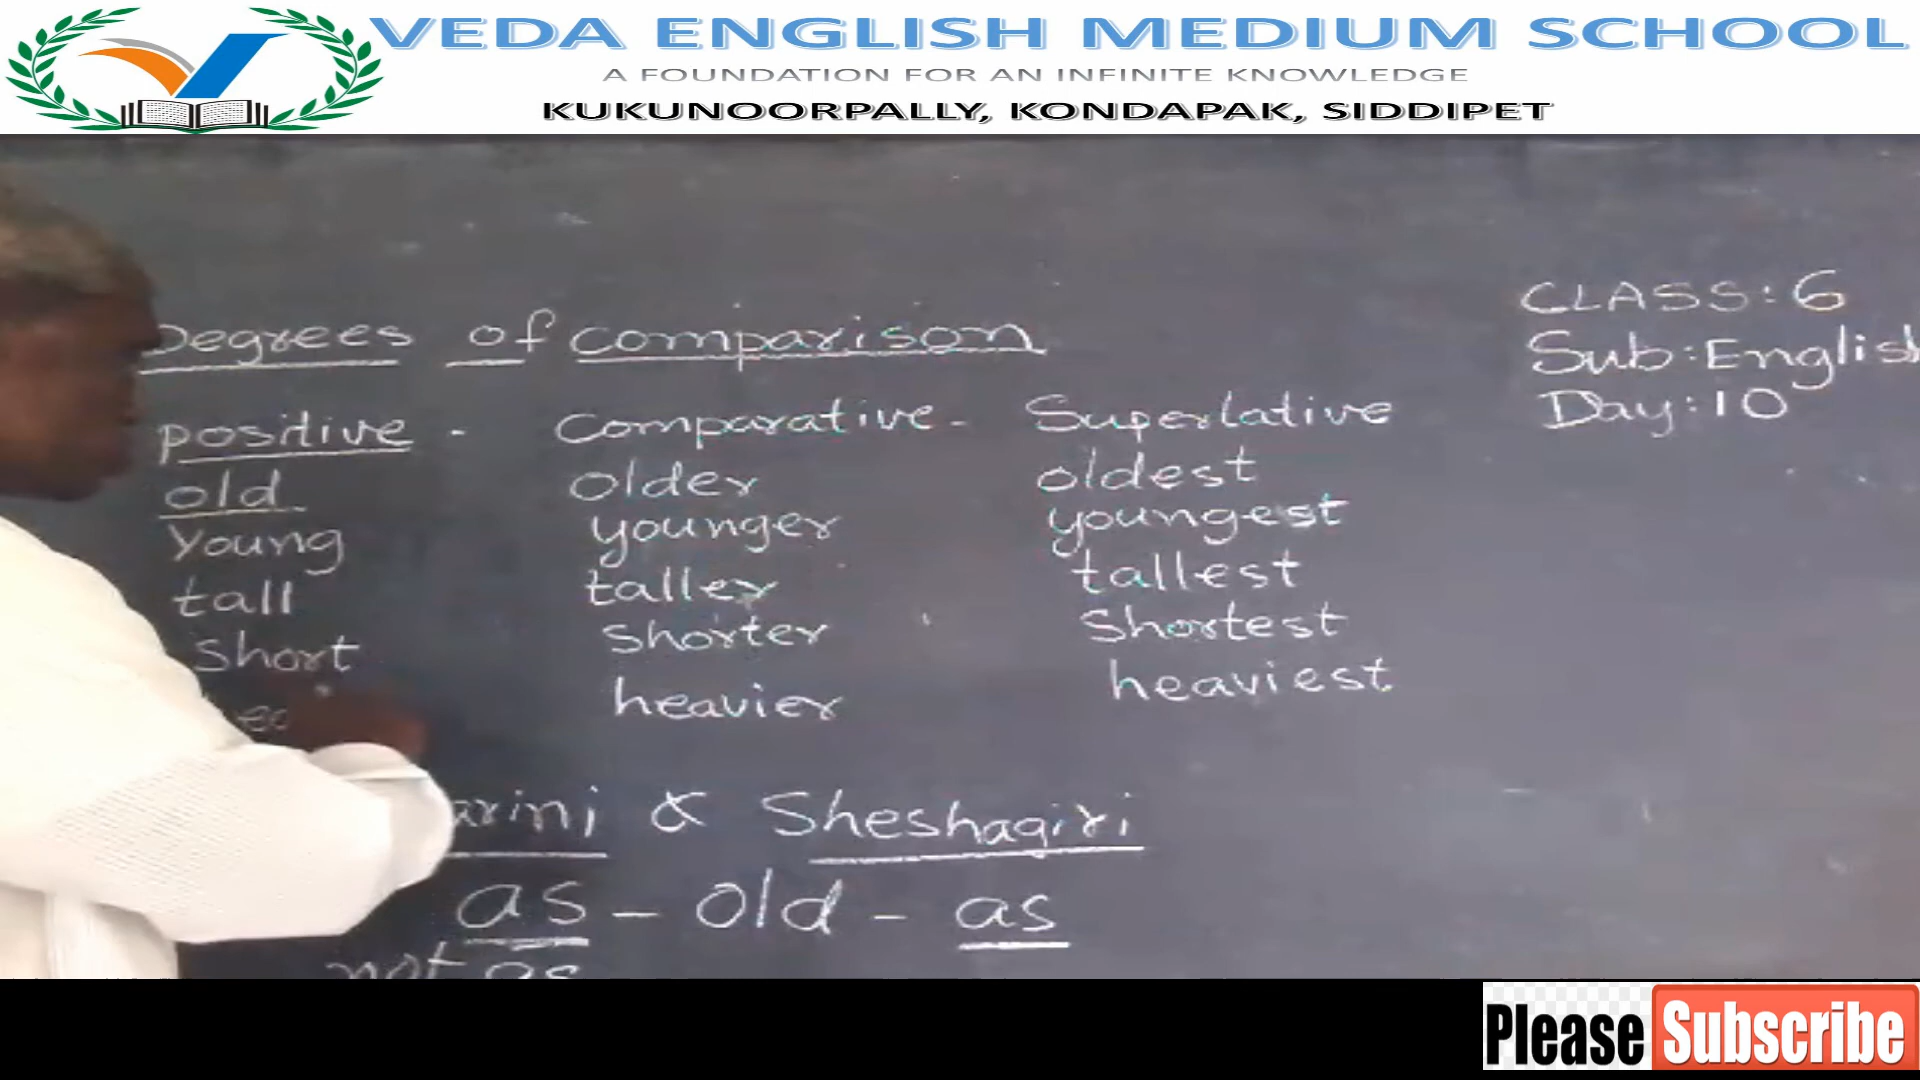 VEDA ENGLISH MEDIUM SCHOOL
A FOUNDATION FOR AN INFINITE KNOWLEDGE
KUKUNOORPALLY, KONDAPAK, SIDDIPET
CLASS: 6
Sub: English
Day: 10
Degrees of comparison
positive - Comparative - Superlative
old older oldest
Young younger youngest
tall taller tallest
Short Shorter Shortest
heavier heaviest
& Sheshagiri
as - old - as
not as
Please Subscribe